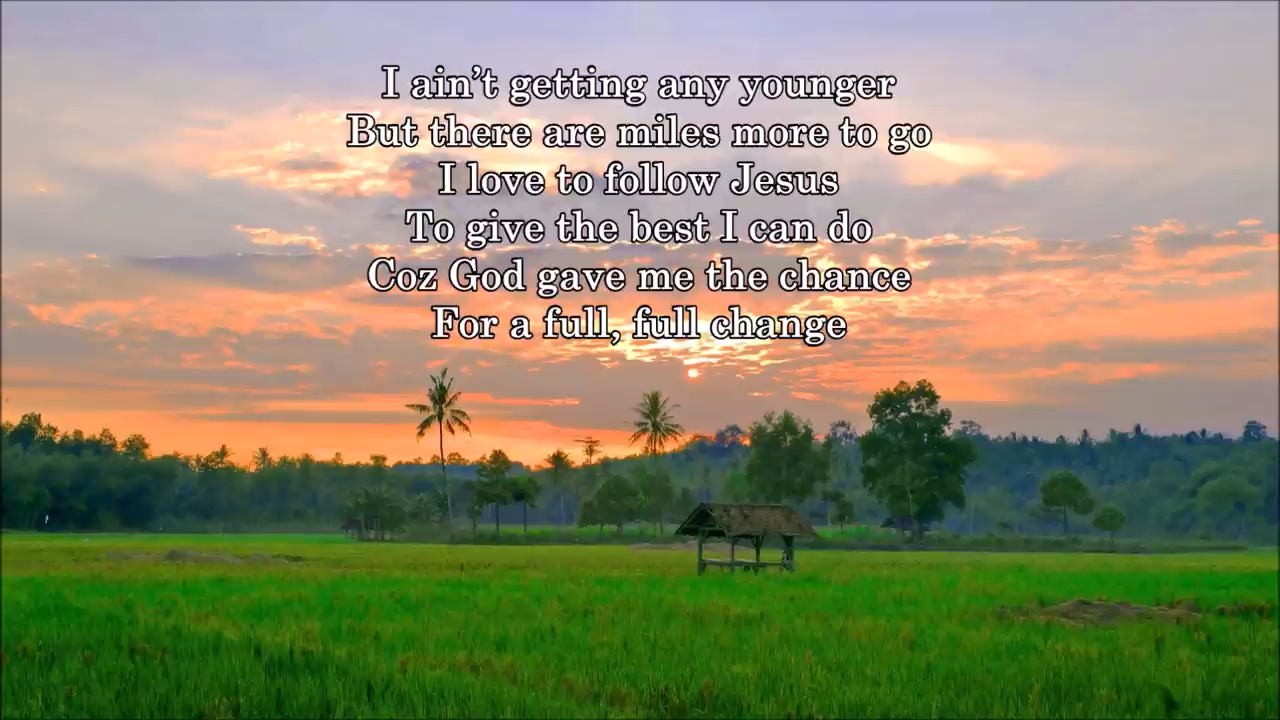 I ain’t getting any younger
But there are miles more to go
I love to follow Jesus
To give the best I can do
Coz God gave me the chance
For a full, full change